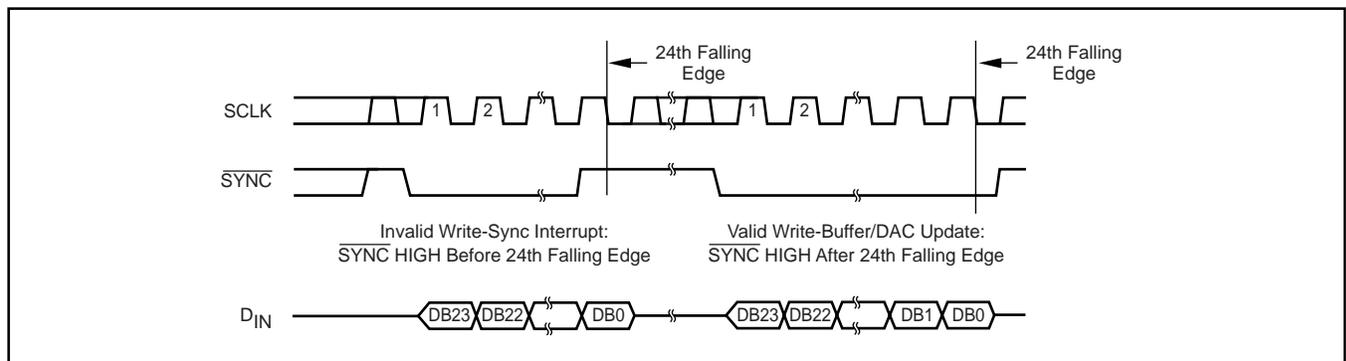 24th Falling
Edge
24th Falling
Edge
SCLK
1
2
1
2
SYNC
Invalid Write-Sync Interrupt:
SYNC HIGH Before 24th Falling Edge
Valid Write-Buffer/DAC Update:
SYNC HIGH After 24th Falling Edge
DIN
DB23
DB22
DB0
DB23
DB22
DB1
DB0